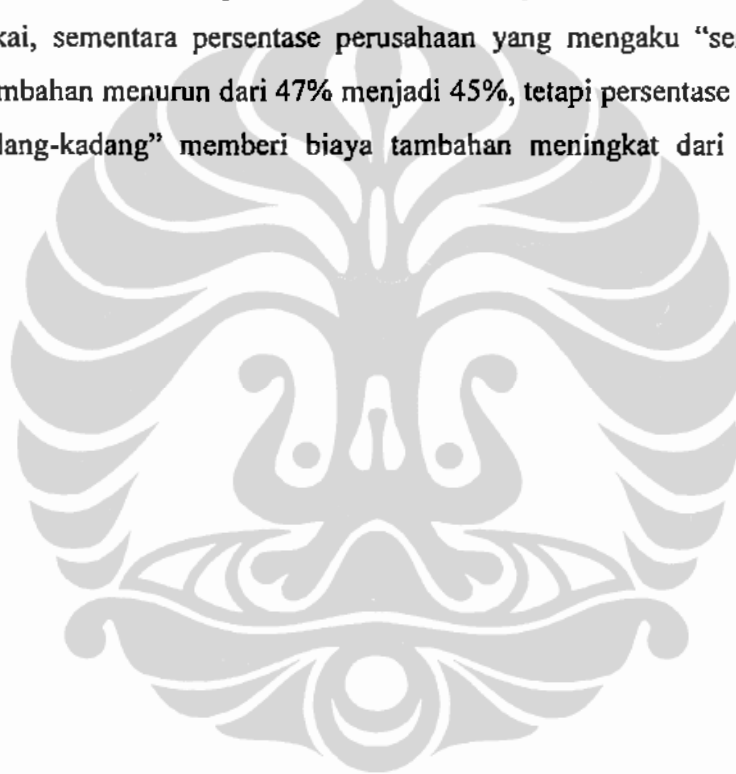 kai, sementara persentase perusahaan yang mengaku “se
mbahan menurun dari 47% menjadi 45%, tetapi persentase
lang-kadang” memberi biaya tambahan meningkat dari